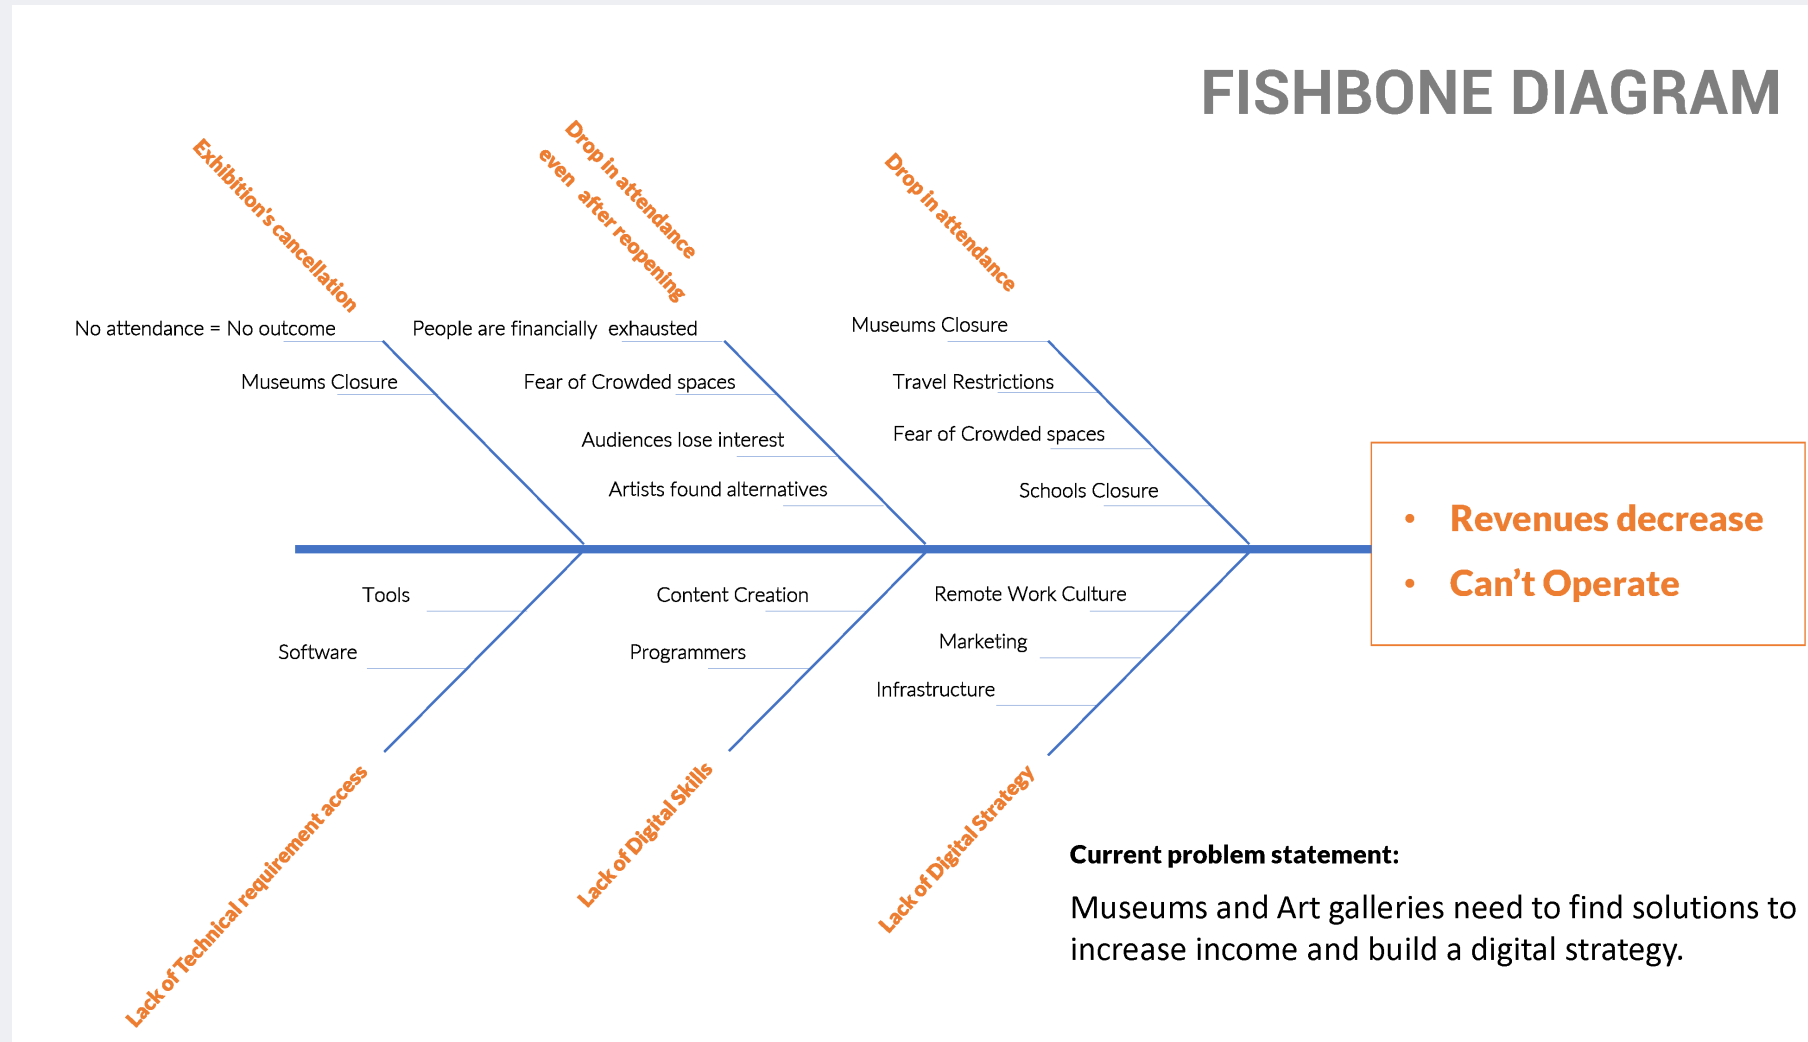 FISHBONE DIAGRAM
Exhibition's cancellation
Drop in attendance
even after reopening
Drop in attendance
No attendance = No outcome
Museums Closure
People are financially exhausted
Fear of Crowded spaces
Audiences lose interest
Artists found alternatives
Museums Closure
Travel Restrictions
Fear of Crowded spaces
Schools Closure
• Revenues decrease
• Can’t Operate
Tools
Software
Content Creation
Programmers
Remote Work Culture
Marketing
Infrastructure
Lack of Technical requirement access
Lack of Digital Skills
Lack of Digital Strategy
Current problem statement:
Museums and Art galleries need to find solutions to
increase income and build a digital strategy.